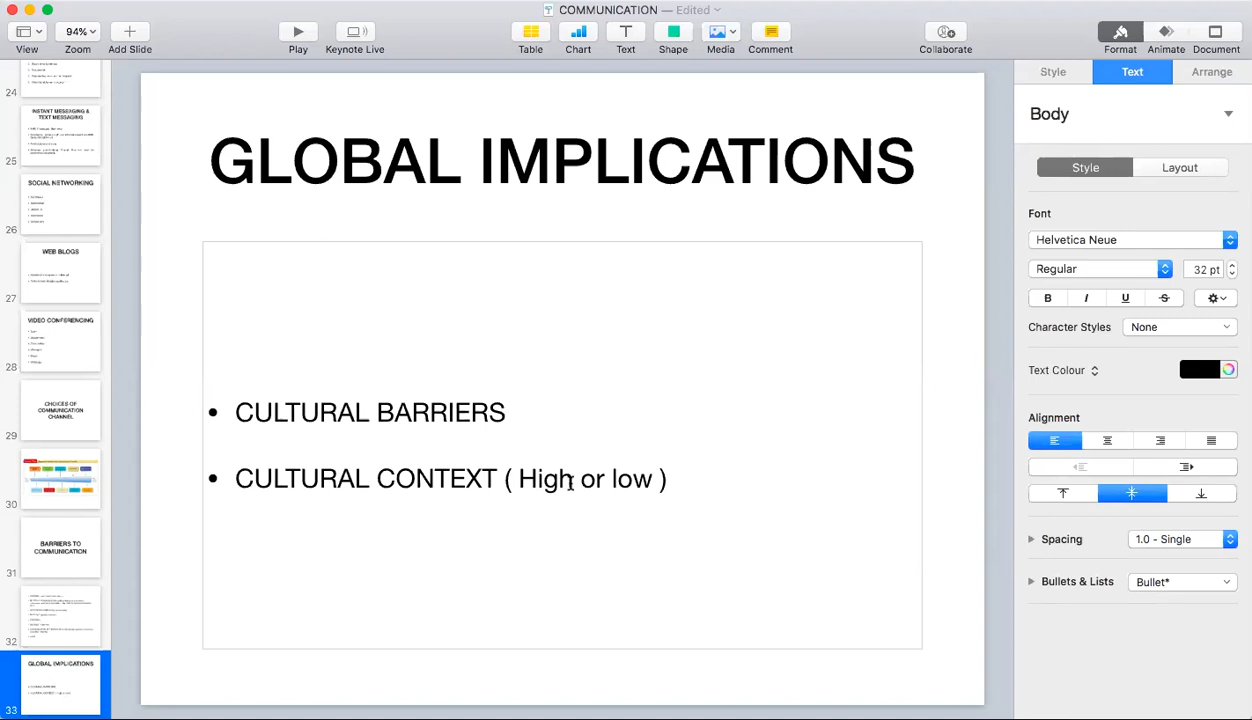 COMMUNICATION — Edited
94%
View Zoom Add Slide Play Keynote Live Table Chart Text Shape Media Comment Collaborate Format Animate Document
Style Text Arrange
Body
Style Layout
Font
Helvetica Neue
Regular 32 pt
B I U S
Character Styles None
Text Colour
Alignment
Spacing 1.0 - Single
Bullets & Lists Bullet*
24
INSTANT MESSAGING &
TEXT MESSAGING
25
SOCIAL NETWORKING
26
WEB BLOGS
27
VIDEO CONFERENCING
28
CHOICES OF
COMMUNICATION
CHANNEL
29
30
BARRIERS TO
COMMUNICATION
31
32
GLOBAL IMPLICATIONS
33
GLOBAL IMPLICATIONS
• CULTURAL BARRIERS
• CULTURAL CONTEXT ( High or low )